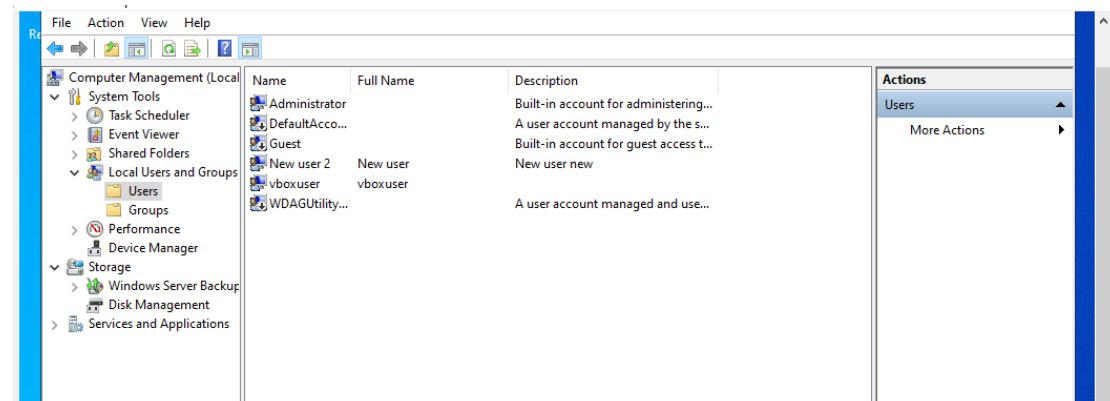 Re
File Action View Help
Computer Management (Local
System Tools
Task Scheduler
Event Viewer
Shared Folders
Local Users and Groups
Users
Groups
Performance
Device Manager
Storage
Windows Server Backup
Disk Management
Services and Applications
Name Full Name Description
Administrator Built-in account for administering...
DefaultAcco... A user account managed by the s...
Guest Built-in account for guest access t...
New user 2 New user New user new
vboxuser vboxuser
WDAGUtility... A user account managed and use...
Actions
Users
More Actions